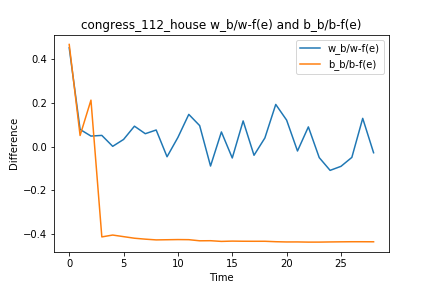 congress_112_house w_b/w-f(e) and b_b/b-f(e)
w_b/w-f(e)
b_b/b-f(e)
Difference
0.4
0.2
0.0
−0.2
−0.4
0 5 10 15 20 25
Time